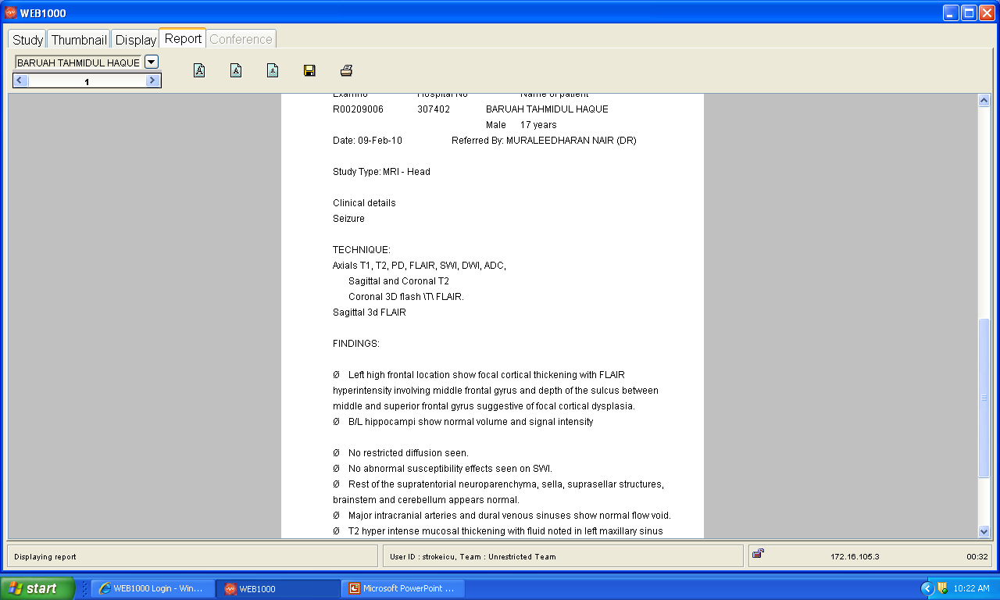 WEB1000
Study Thumbnail Display Report Conference
BARUAH TAHMIDUL HAQUE
1
Examno Hospital No Name of patient
R00209006 307402 BARUAH TAHMIDUL HAQUE
Male 17 years
Date: 09-Feb-10 Referred By: MURALEEDHARAN NAIR (DR)
Study Type: MRI - Head
Clinical details
Seizure
TECHNIQUE:
Axials T1, T2, PD, FLAIR, SWI, DWI, ADC,
Sagittal and Coronal T2
Coronal 3D flash \T\ FLAIR.
Sagittal 3d FLAIR
FINDINGS:
Ø Left high frontal location show focal cortical thickening with FLAIR
hyperintensity involving middle frontal gyrus and depth of the sulcus between
middle and superior frontal gyrus suggestive of focal cortical dysplasia.
Ø B/L hippocampi show normal volume and signal intensity
Ø No restricted diffusion seen.
Ø No abnormal susceptibility effects seen on SWI.
Ø Rest of the supratentorial neuroparenchyma, sella, suprasellar structures,
brainstem and cerebellum appears normal.
Ø Major intracranial arteries and dural venous sinuses show normal flow void.
Ø T2 hyper intense mucosal thickening with fluid noted in left maxillary sinus
Displaying report User ID : strokeicu, Team : Unrestricted Team 172.16.105.3 00:32
start WEB1000 Login - Win... WEB1000 Microsoft PowerPoint ... 10:22 AM